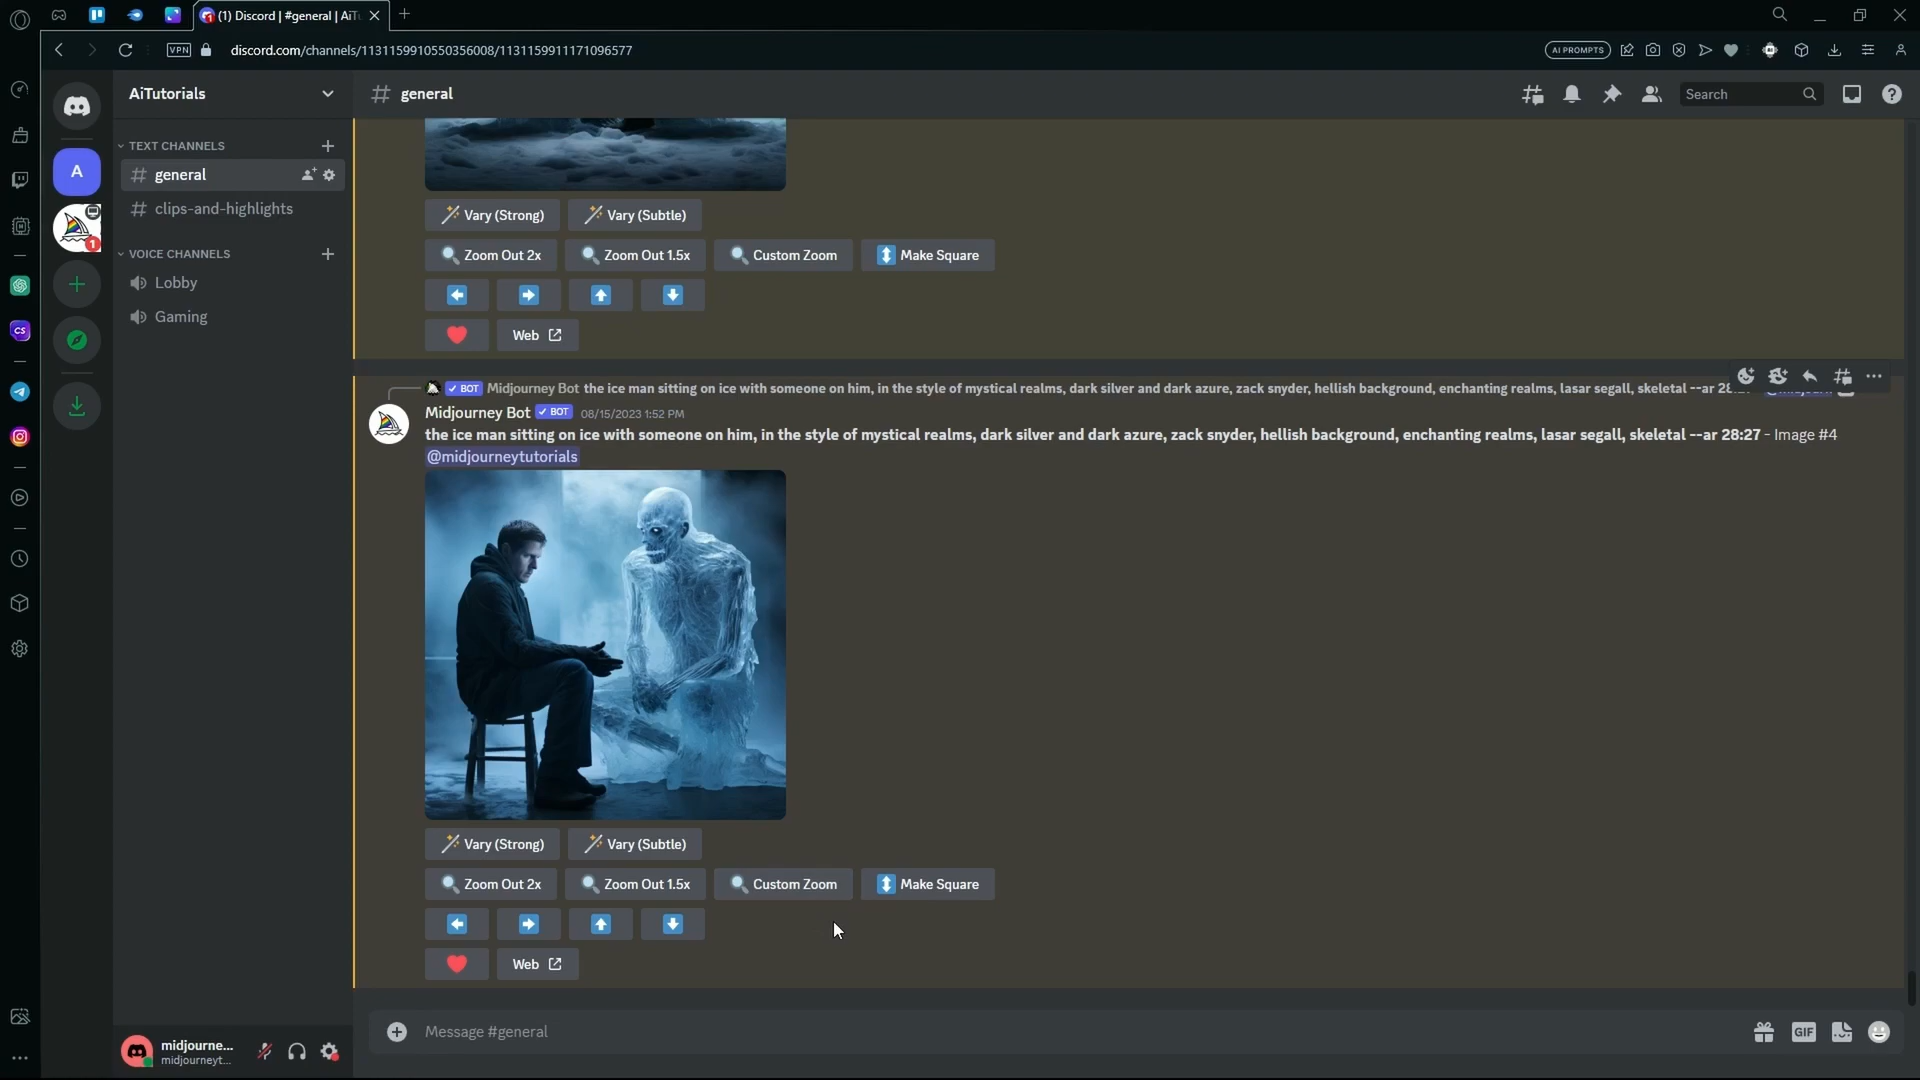 (1) Discord | #general | AiTu
VPN
discord.com/channels/1131159910550356008/1131159911171096577
AI PROMPTS
AiTutorials
# general
Search
TEXT CHANNELS
general
clips-and-highlights
VOICE CHANNELS
Lobby
Gaming
A
1
CS
Vary (Strong)
Vary (Subtle)
Zoom Out 2x
Zoom Out 1.5x
Custom Zoom
Make Square
Web
BOT Midjourney Bot the ice man sitting on ice with someone on him, in the style of mystical realms, dark silver and dark azure, zack snyder, hellish background, enchanting realms, lasar segall, skeletal --ar 28
Midjourney Bot BOT 08/15/2023 1:52 PM
the ice man sitting on ice with someone on him, in the style of mystical realms, dark silver and dark azure, zack snyder, hellish background, enchanting realms, lasar segall, skeletal --ar 28:27 - Image #4
@midjourneytutorials
Vary (Strong)
Vary (Subtle)
Zoom Out 2x
Zoom Out 1.5x
Custom Zoom
Make Square
Web
Message #general
GIF
midjourne...
midjourneyt...